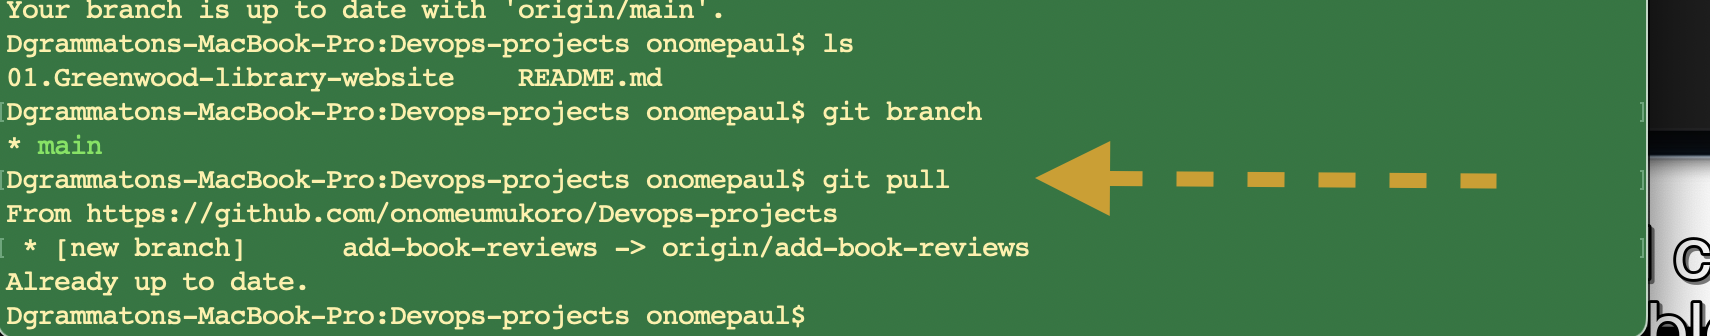 Your branch is up to date with 'origin/main'.
Dgrammatons-MacBook-Pro:Devops-projects onomepaul$ ls
01.Greenwood-library-website    README.md
[Dgrammatons-MacBook-Pro:Devops-projects onomepaul$ git branch ]
* main
[Dgrammatons-MacBook-Pro:Devops-projects onomepaul$ git pull ]
From https://github.com/onomeumukoro/Devops-projects
[ * [new branch]      add-book-reviews -> origin/add-book-reviews ]
Already up to date.
Dgrammatons-MacBook-Pro:Devops-projects onomepaul$